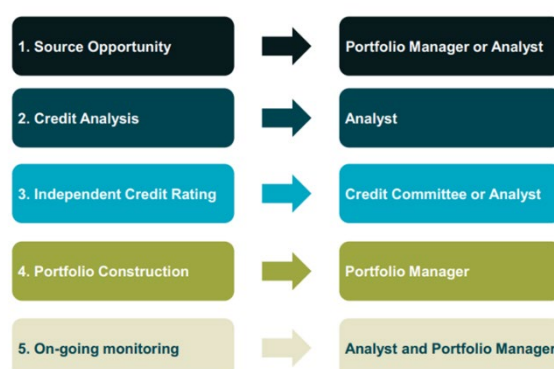 1. Source Opportunity
Portfolio Manager or Analyst
2. Credit Analysis
Analyst
3. Independent Credit Rating
Credit Committee or Analyst
4. Portfolio Construction
Portfolio Manager
5. On-going monitoring
Analyst and Portfolio Manager